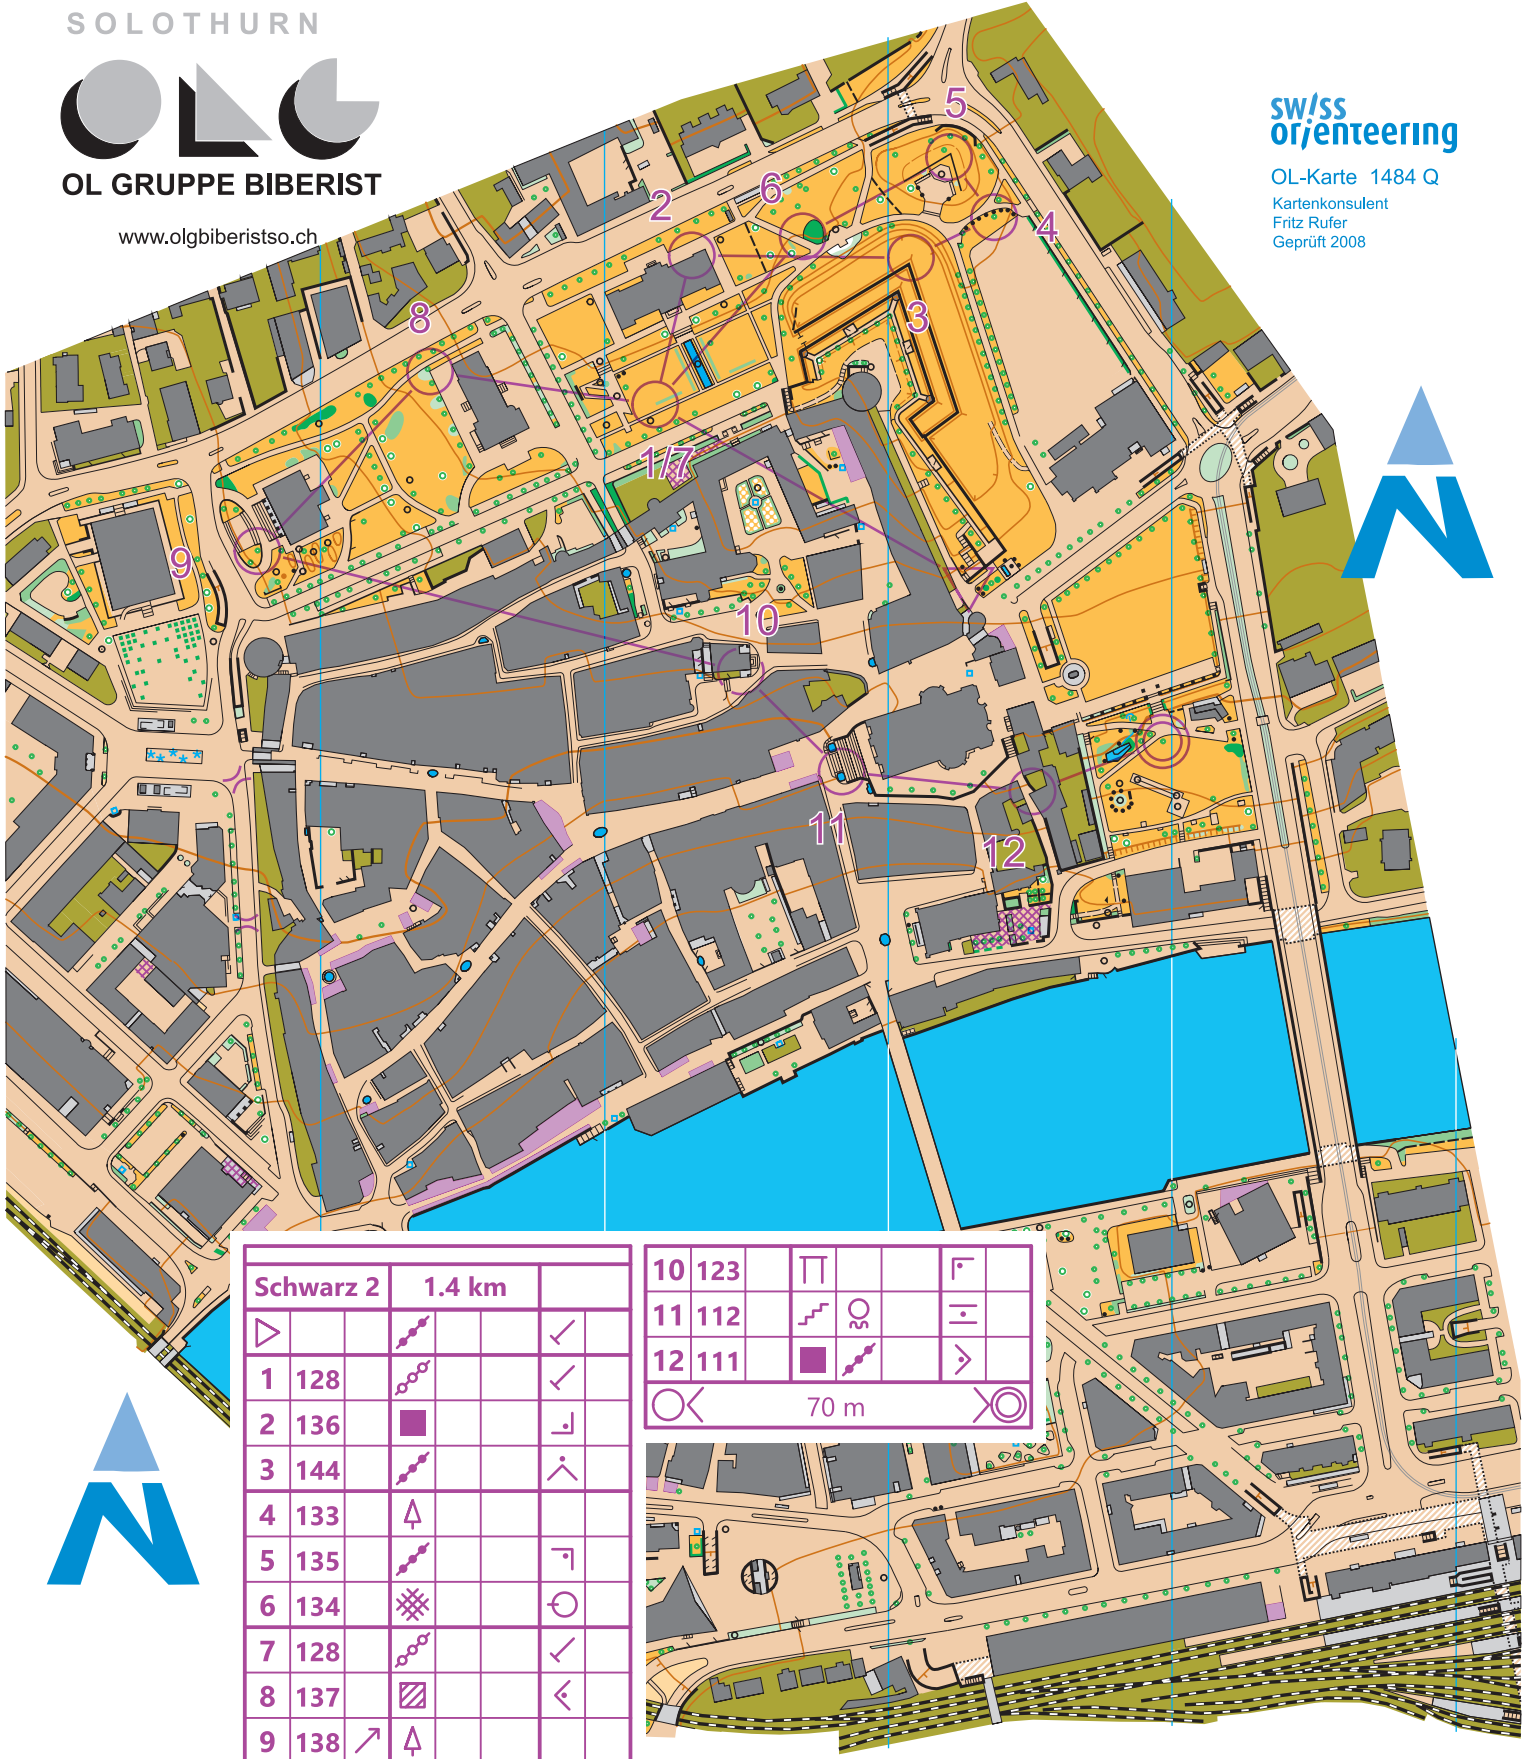 SOLOTHURN
OLG
OL GRUPPE BIBERIST
www.olgbiberistso.ch
swiss
orienteering
OL-Karte 1484 Q
Kartenkonsulent
Fritz Rufer
Geprüft 2008
5
6
2
4
8
3
1/7
9
10
11
12
N
N
Schwarz 2 1.4 km
1 128
2 136
3 144
4 133
5 135
6 134
7 128
8 137
9 138
10 123
11 112
12 111
70 m